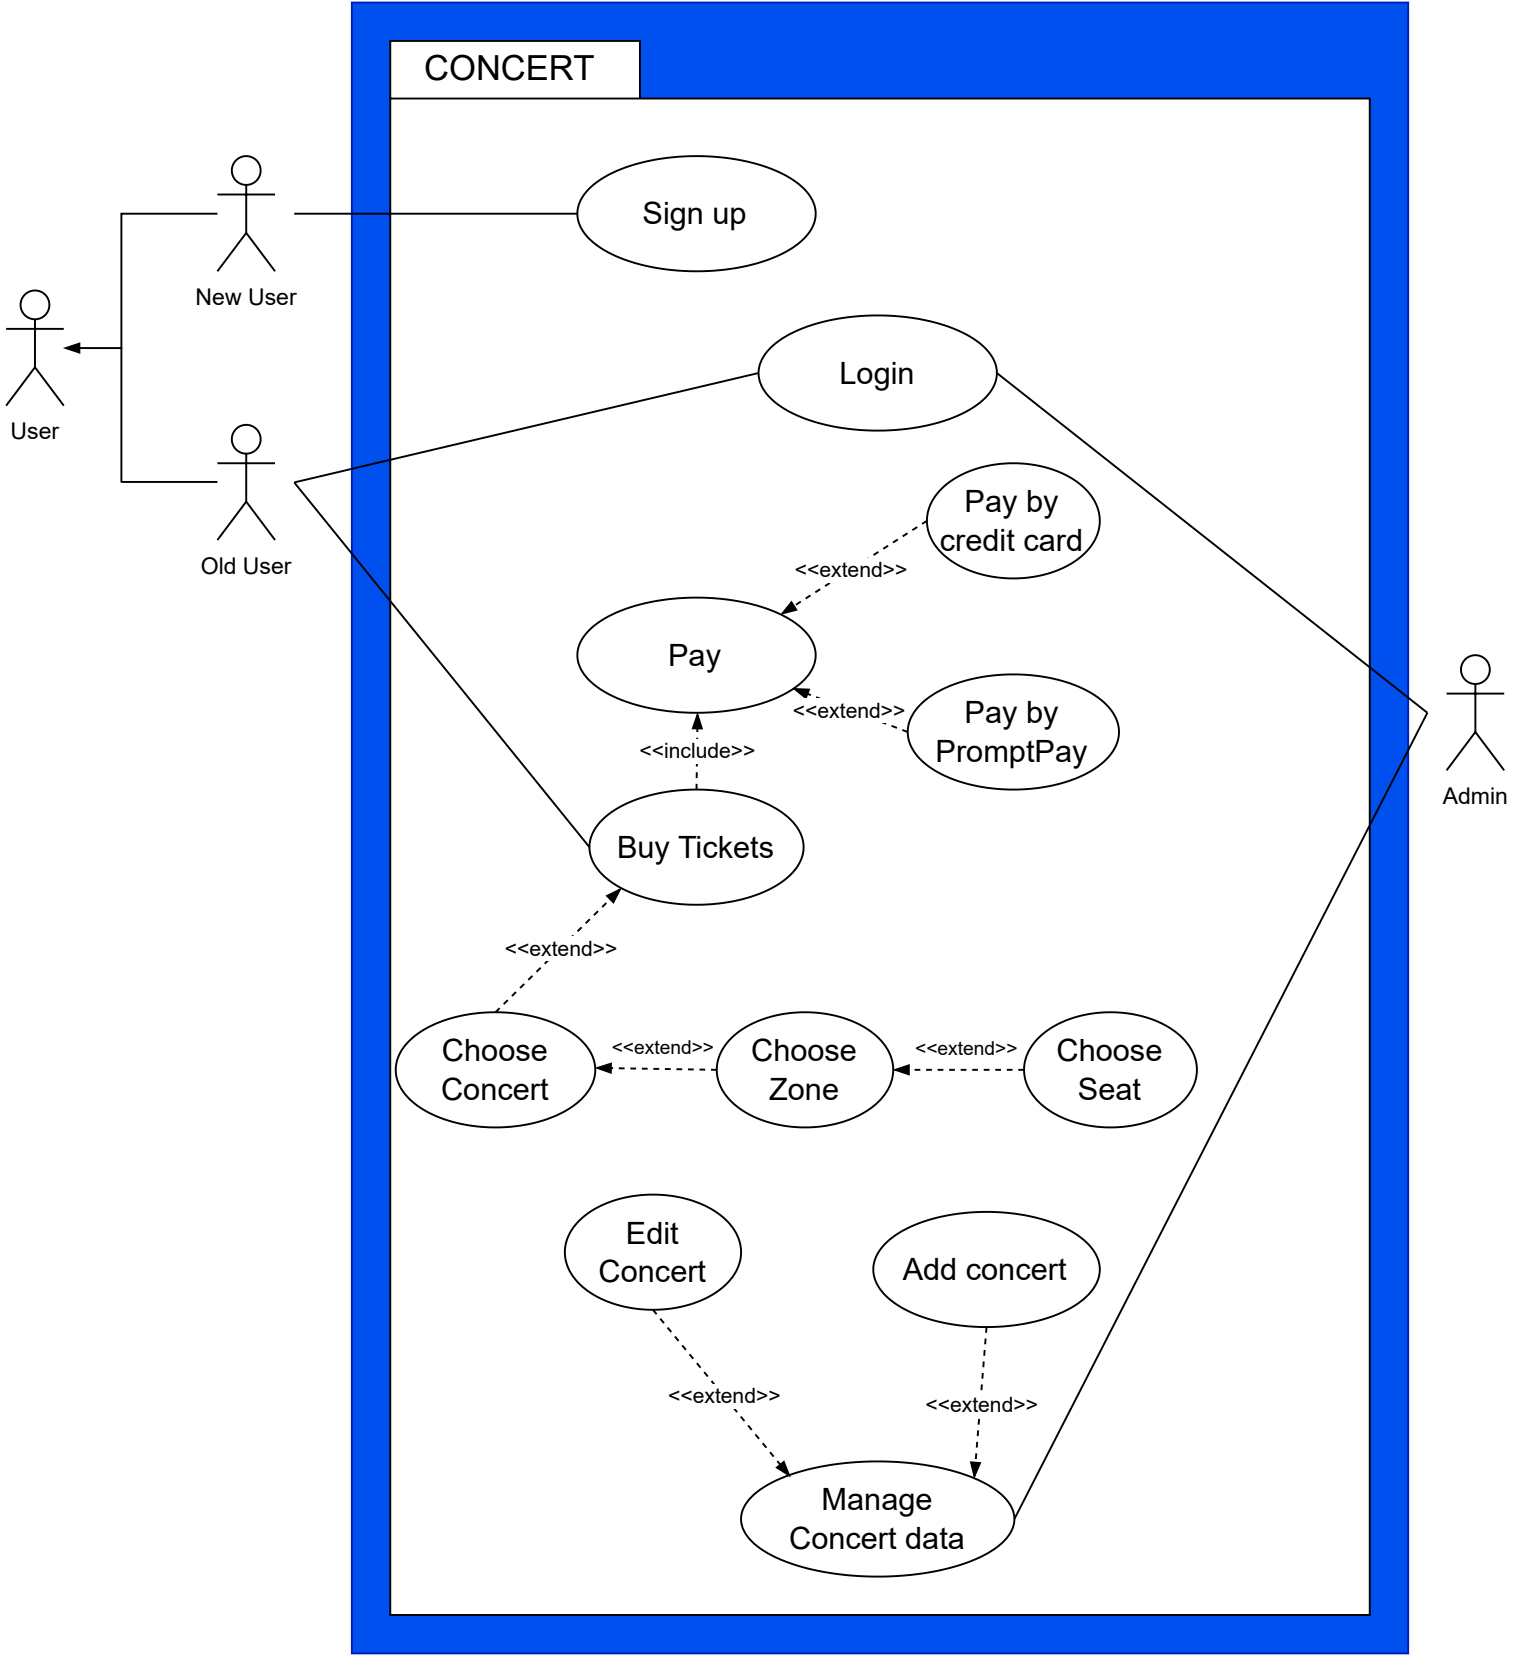 CONCERT
Sign up
New User
Login
User
Old User
Pay by
credit card
<<extend>>
Pay
Pay by
PromptPay
<<extend>>
<<include>>
Admin
Buy Tickets
<<extend>>
Choose
Concert
<<extend>>
Choose
Zone
<<extend>>
Choose
Seat
Edit
Concert
Add concert
<<extend>>
<<extend>>
Manage
Concert data